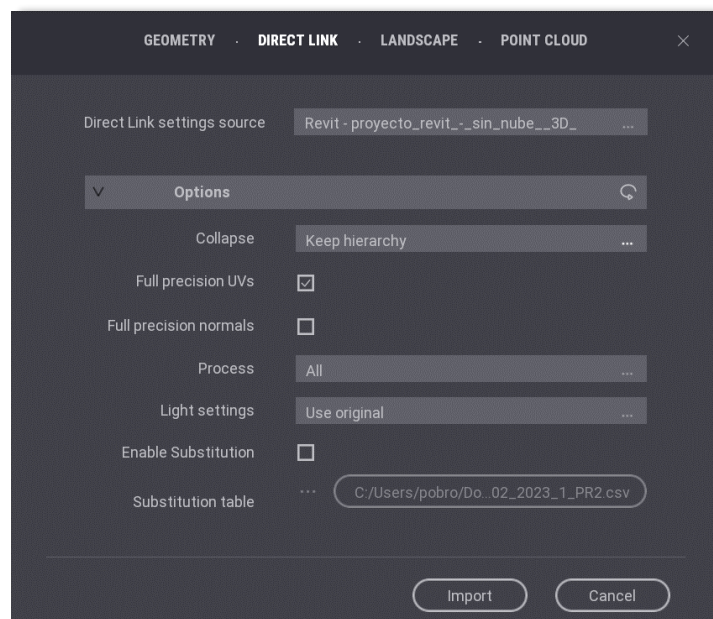 GEOMETRY · DIRECT LINK · LANDSCAPE · POINT CLOUD
Direct Link settings source Revit - proyecto_revit_-_sin_nube__3D_ ...
Options
Collapse Keep hierarchy ...
Full precision UVs
Full precision normals
Process All ...
Light settings Use original ...
Enable Substitution
Substitution table ... C:/Users/pobro/Do...02_2023_1_PR2.csv
Import Cancel